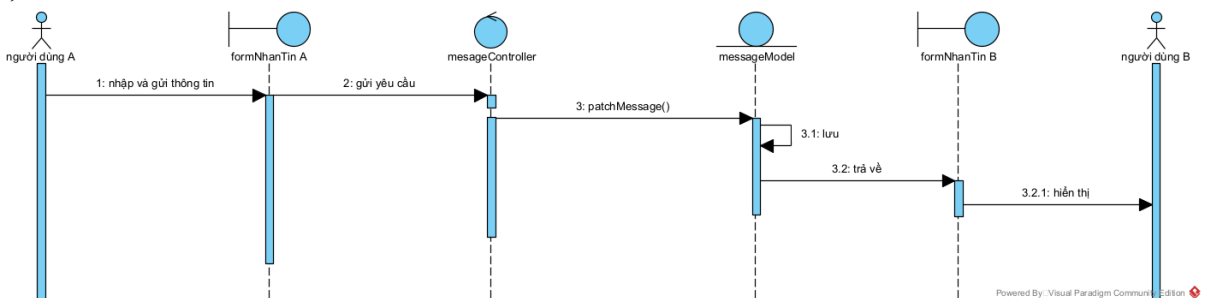 người dùng A
formNhanTin A
mesageController
messageModel
formNhanTin B
người dùng B
1: nhập và gửi thông tin
2: gửi yêu cầu
3: patchMessage()
3.1: lưu
3.2: trả về
3.2.1: hiển thị
Powered By Visual Paradigm Community Edition